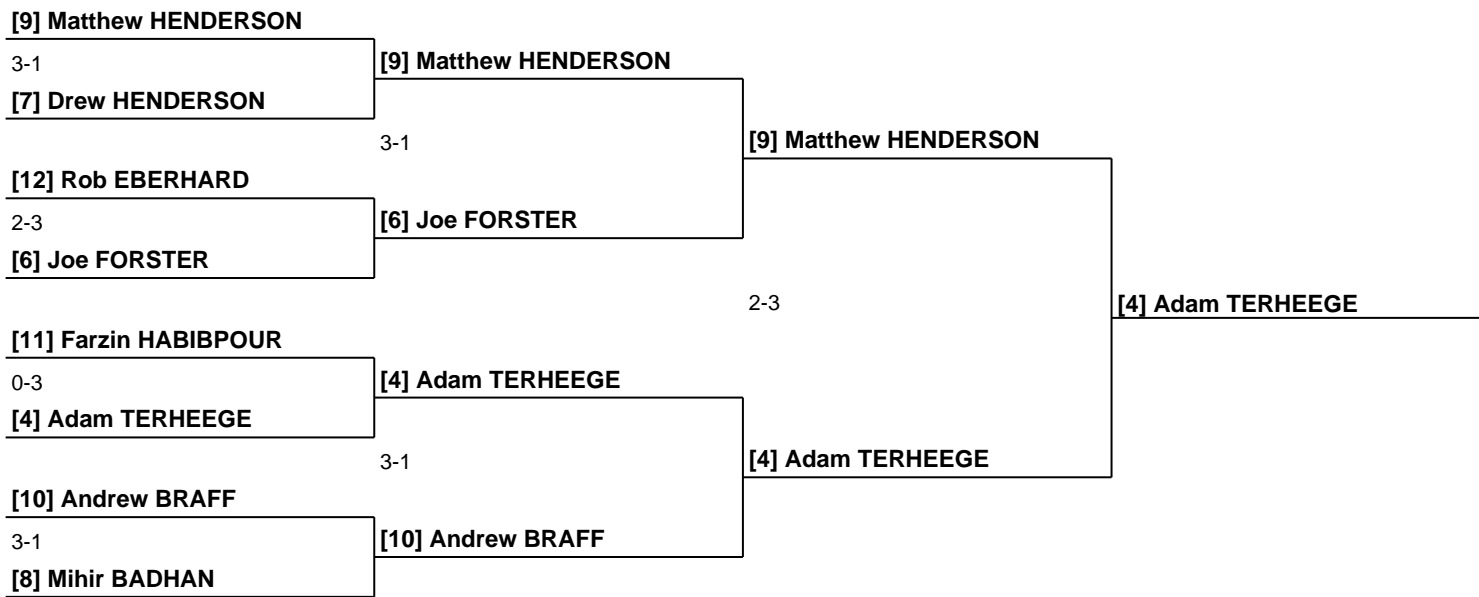 [9] Matthew HENDERSON
3-1
[7] Drew HENDERSON
[9] Matthew HENDERSON
3-1
[12] Rob EBERHARD
2-3
[6] Joe FORSTER
[6] Joe FORSTER
[9] Matthew HENDERSON
2-3
[4] Adam TERHEEGE
[11] Farzin HABIBPOUR
0-3
[4] Adam TERHEEGE
[4] Adam TERHEEGE
3-1
[4] Adam TERHEEGE
[10] Andrew BRAFF
3-1
[8] Mihir BADHAN
[10] Andrew BRAFF